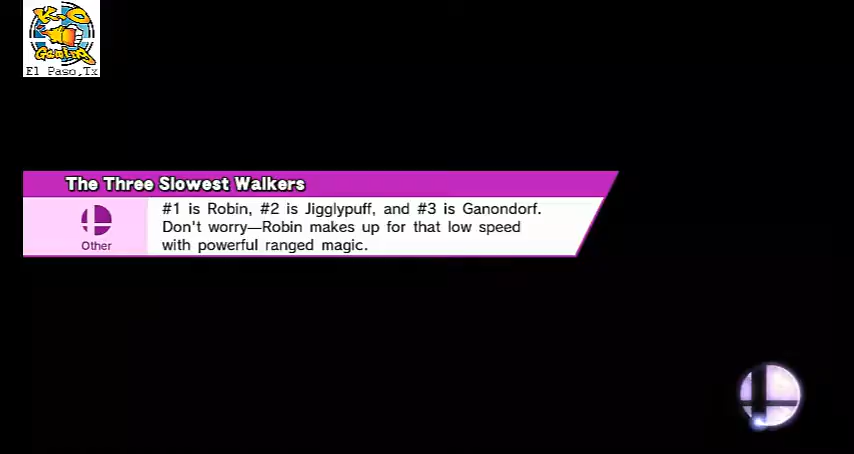 K.O
Gaming
El Paso,Tx
The Three Slowest Walkers
#1 is Robin, #2 is Jigglypuff, and #3 is Ganondorf.
Don't worry—Robin makes up for that low speed
with powerful ranged magic.
Other